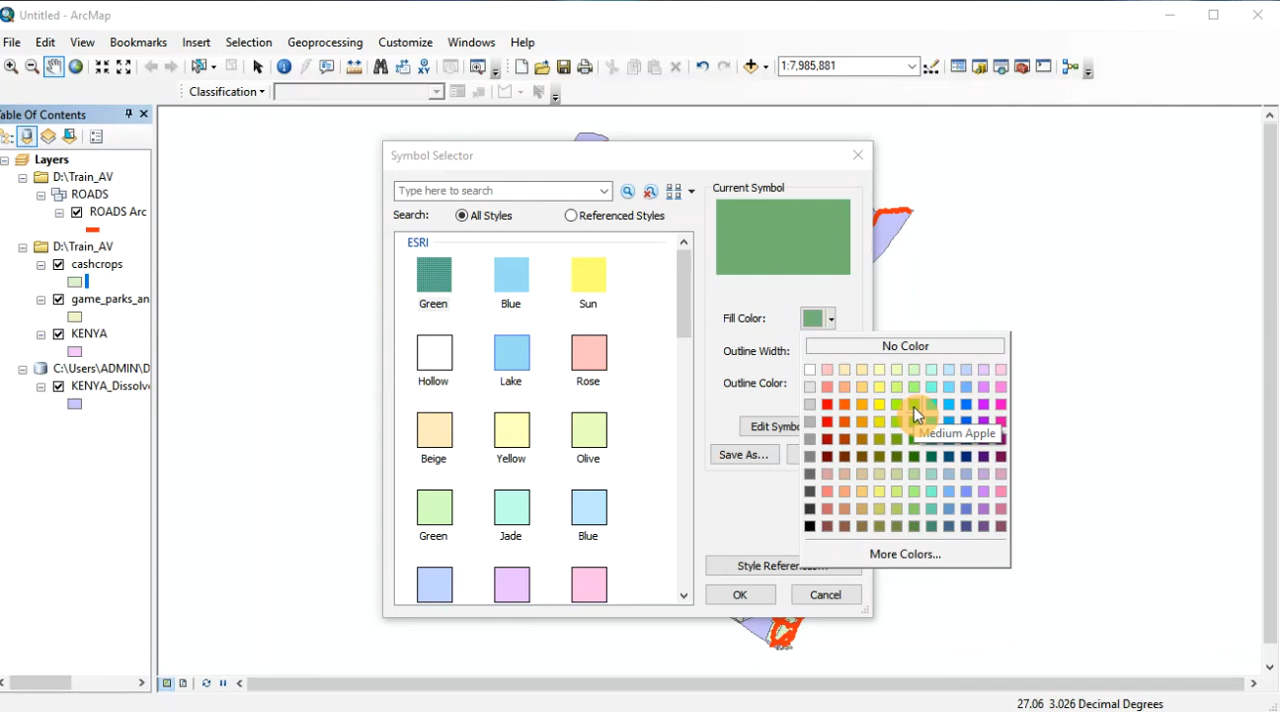 Untitled - ArcMap
File Edit View Bookmarks Insert Selection Geoprocessing Customize Windows Help
1:7,985,881
Classification
able Of Contents
Layers
D:\Train_AV
ROADS
ROADS Arc
D:\Train_AV
cashcrops
game_parks_an
KENYA
C:\Users\ADMIN\D
KENYA_Dissolv
Symbol Selector
Type here to search
Search: All Styles Referenced Styles
ESRI
Green Blue Sun
Hollow Lake Rose
Beige Yellow Olive
Green Jade Blue
Current Symbol
Fill Color:
Outline Width:
Outline Color:
Edit Symbo
Save As...
Style Referenc
OK Cancel
No Color
Medium Apple
More Colors...
27.06 3.026 Decimal Degrees